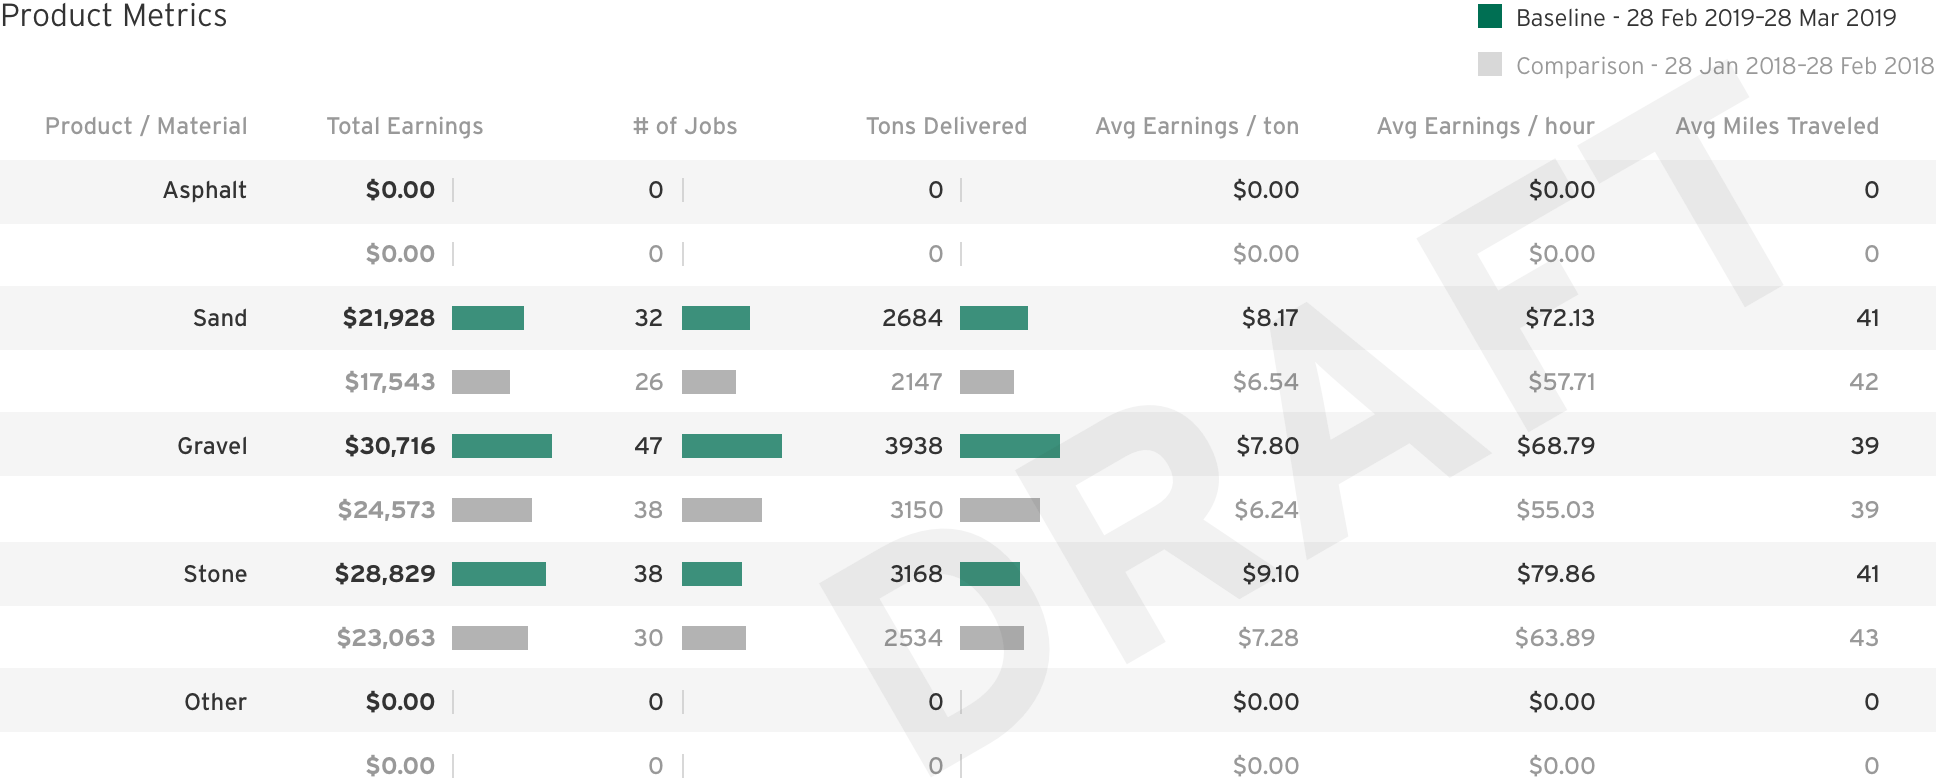 Product Metrics
Baseline - 28 Feb 2019–28 Mar 2019
Comparison - 28 Jan 2018–28 Feb 2018
Product / Material Total Earnings # of Jobs Tons Delivered Avg Earnings / ton Avg Earnings / hour Avg Miles Traveled
Asphalt $0.00 0 0 $0.00 $0.00 0
$0.00 0 0 $0.00 $0.00 0
Sand $21,928 32 2684 $8.17 $72.13 41
$17,543 26 2147 $6.54 $57.71 42
Gravel $30,716 47 3938 $7.80 $68.79 39
$24,573 38 3150 $6.24 $55.03 39
Stone $28,829 38 3168 $9.10 $79.86 41
$23,063 30 2534 $7.28 $63.89 43
Other $0.00 0 0 $0.00 $0.00 0
$0.00 0 0 $0.00 $0.00 0
DRAFT